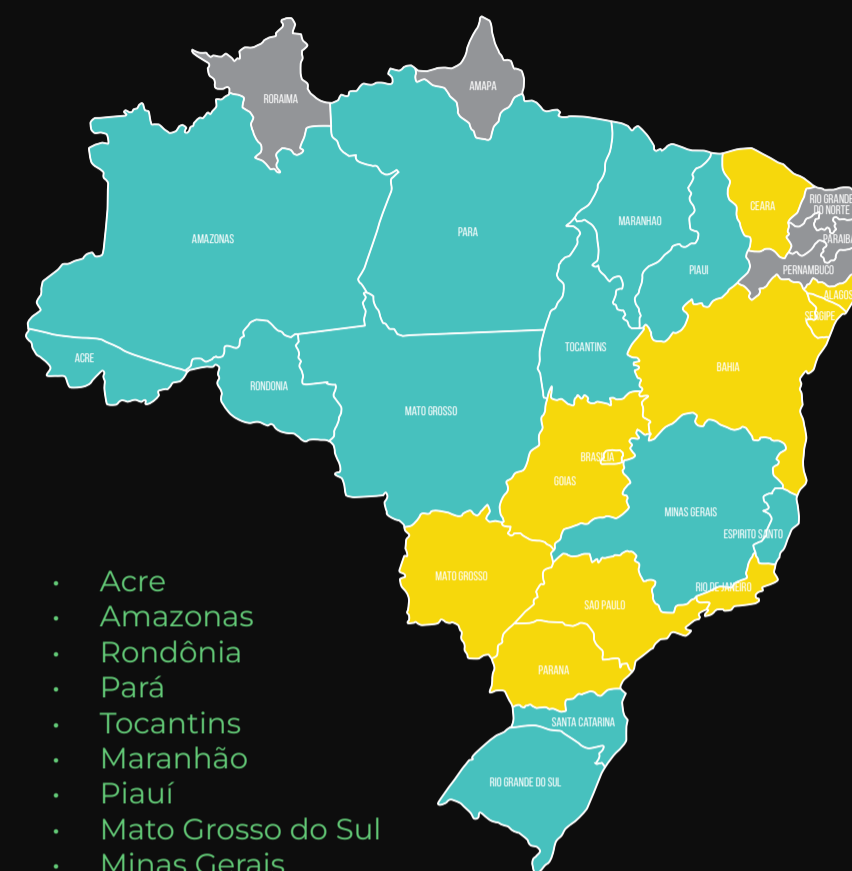 RORAIMA
AMAPA
AMAZONAS
PARA
MARANHAO
CEARA
RIO GRANDE
DO NORTE
PARAIBA
PIAUI
PERNAMBUCO
ALAGOS
SERGIPE
ACRE
TOCANTINS
RONDONIA
BAHIA
MATO GROSSO
BRASILIA
GOIAS
MINAS GERAIS
ESPIRITO SANTO
MATO GROSSO
RIO DE JANEIRO
SAO PAULO
PARANA
SANTA CATARINA
RIO GRANDE DO SUL
• Acre
• Amazonas
• Rondônia
• Pará
• Tocantins
• Maranhão
• Piauí
• Mato Grosso do Sul
• Minas Gerais